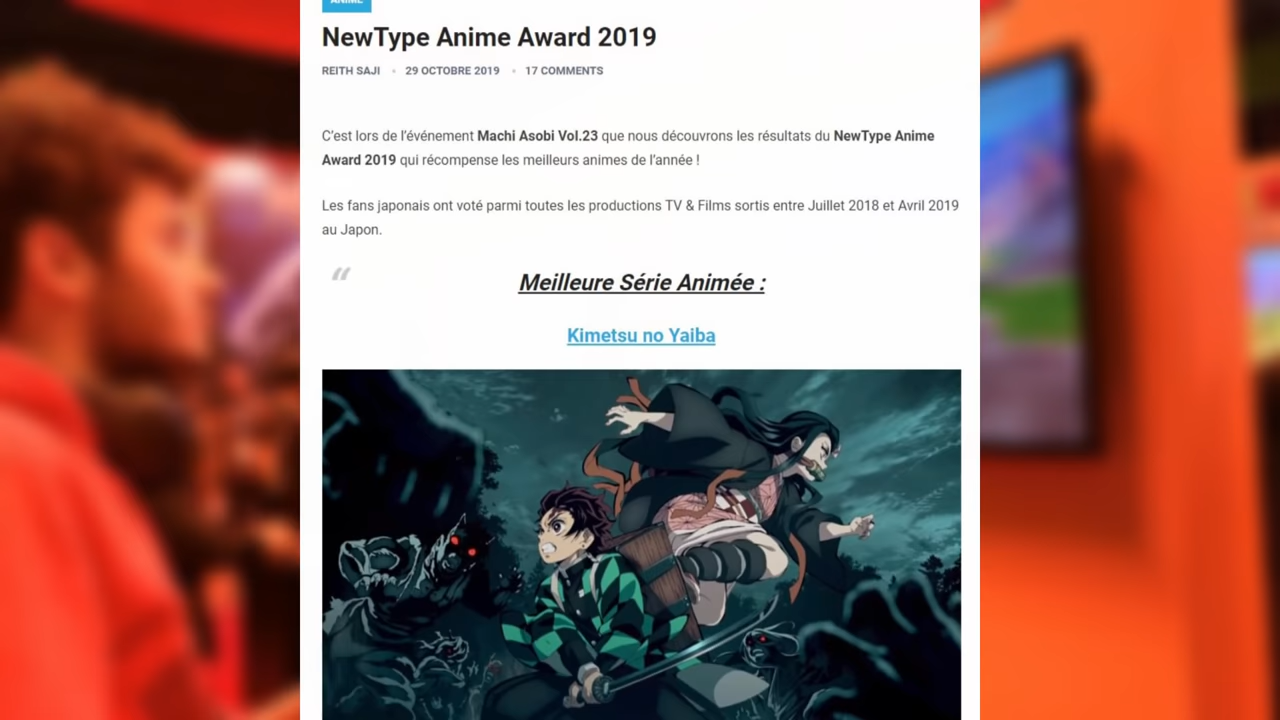 ANIME
NewType Anime Award 2019
REITH SAJI • 29 OCTOBRE 2019 • 17 COMMENTS
C’est lors de l’événement Machi Asobi Vol.23 que nous découvrons les résultats du NewType Anime
Award 2019 qui récompense les meilleurs animes de l’année !
Les fans japonais ont voté parmi toutes les productions TV & Films sortis entre Juillet 2018 et Avril 2019
au Japon.
“
Meilleure Série Animée :
Kimetsu no Yaiba